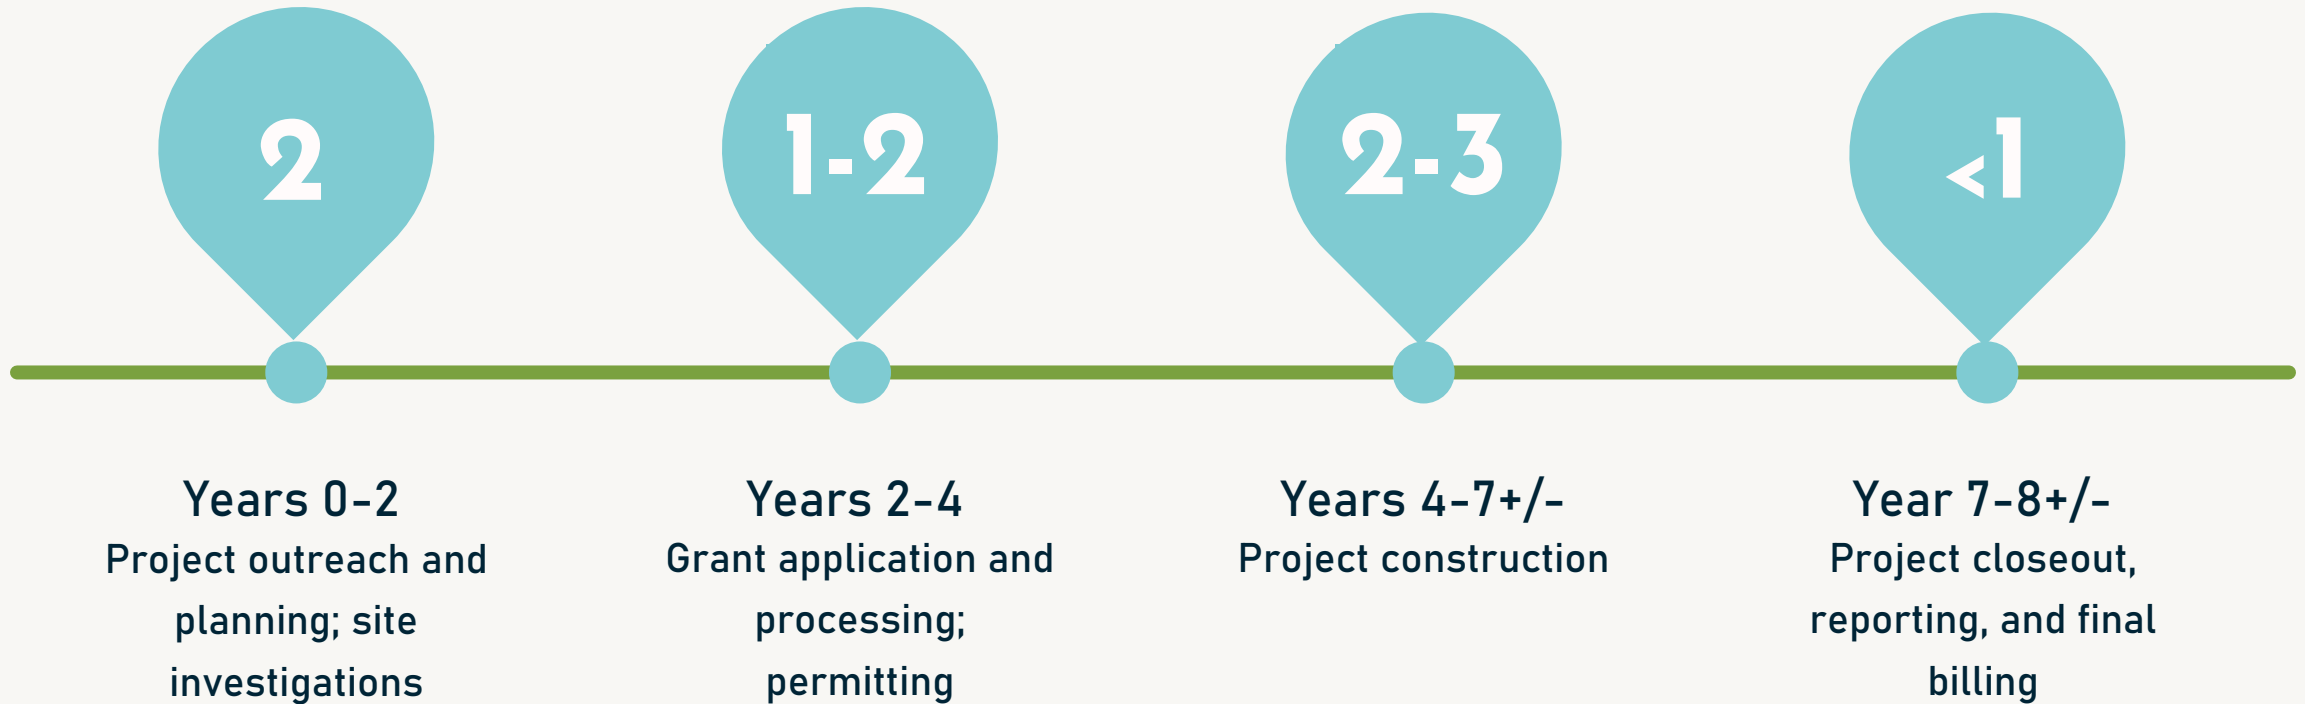 2
1-2
2-3
<1
Years 0-2
Project outreach and
planning; site
investigations
Years 2-4
Grant application and
processing;
permitting
Years 4-7+/-
Project construction
Year 7-8+/-
Project closeout,
reporting, and final
billing